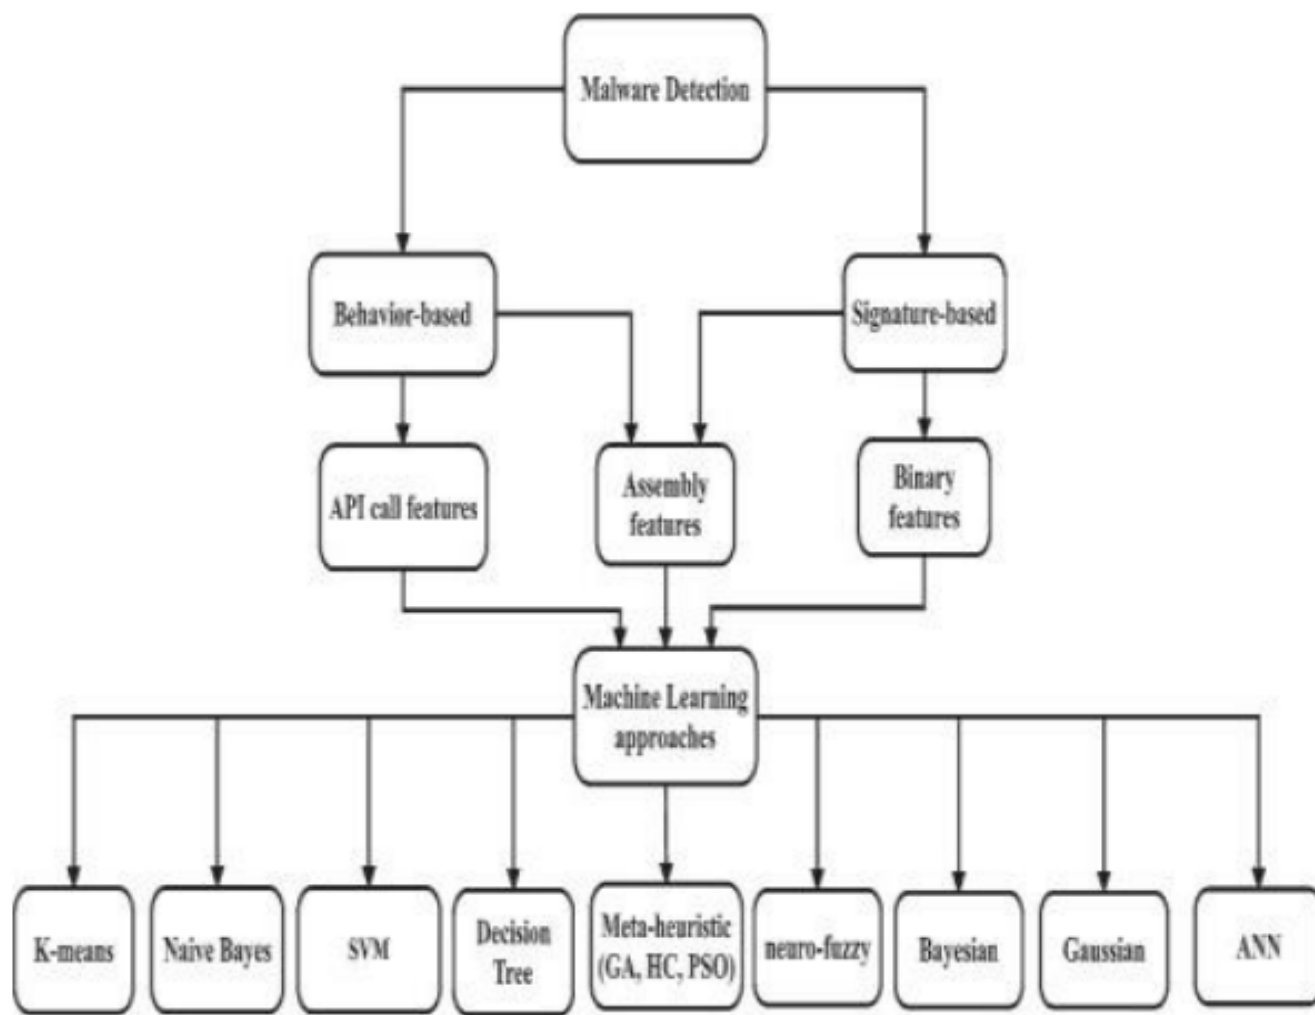 Malware Detection
Behavior-based
Signature-based
API call features
Assembly
features
Binary
features
Machine Learning
approaches
K-means
Naive Bayes
SVM
Decision
Tree
Meta-heuristic
(GA, HC, PSO)
neuro-fuzzy
Bayesian
Gaussian
ANN